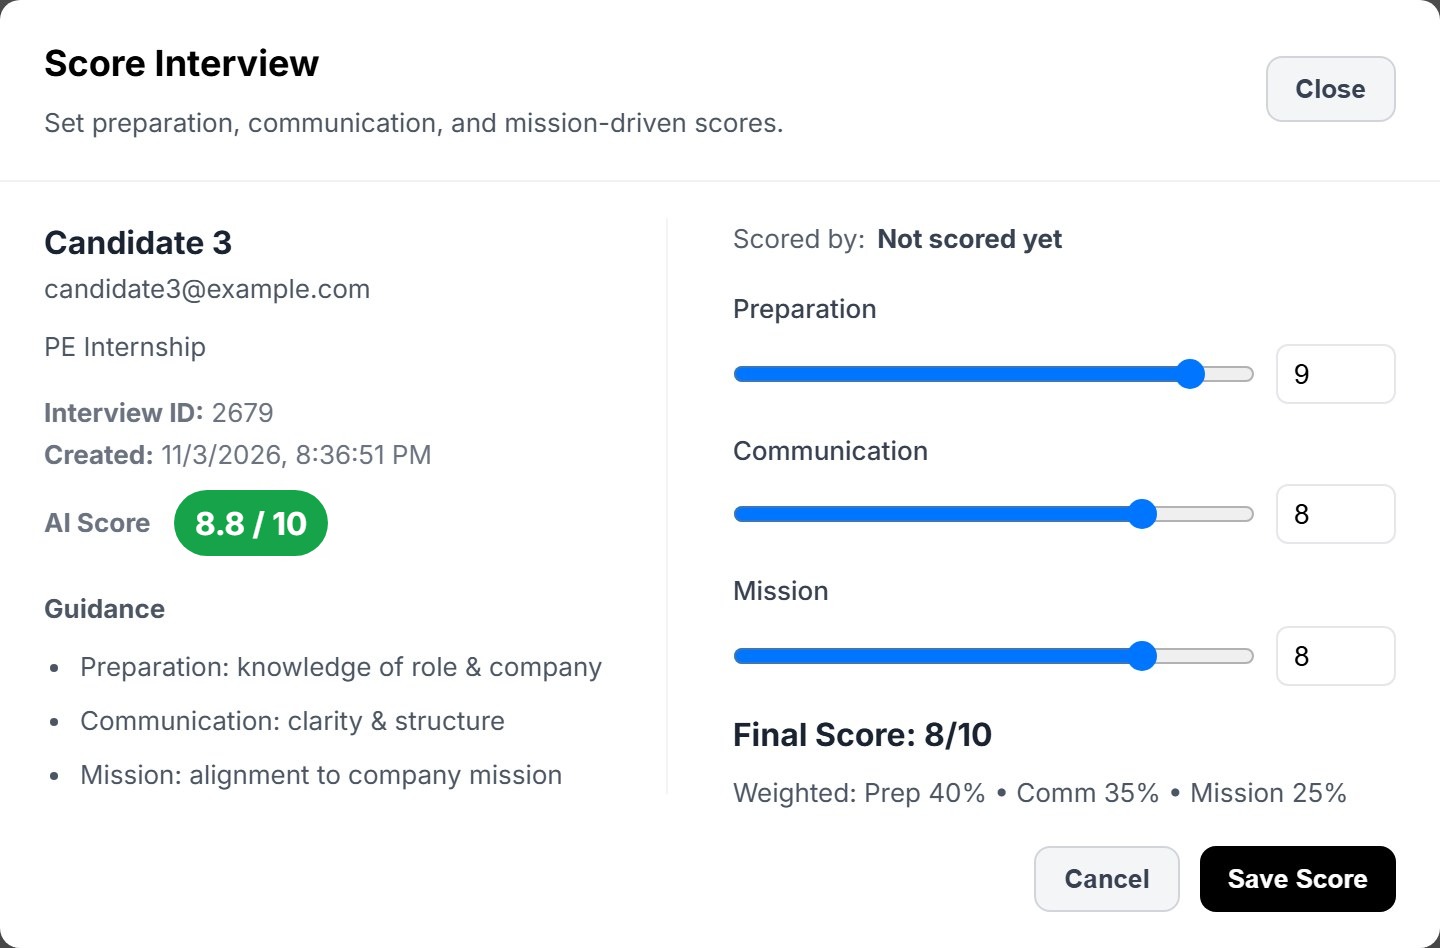 Score Interview
Set preparation, communication, and mission-driven scores.
Close
Candidate 3
candidate3@example.com
PE Internship
Interview ID: 2679
Created: 11/3/2026, 8:36:51 PM
AI Score 8.8 / 10
Guidance
• Preparation: knowledge of role & company
• Communication: clarity & structure
• Mission: alignment to company mission
Scored by: Not scored yet
Preparation
9
Communication
8
Mission
8
Final Score: 8/10
Weighted: Prep 40% • Comm 35% • Mission 25%
Cancel
Save Score